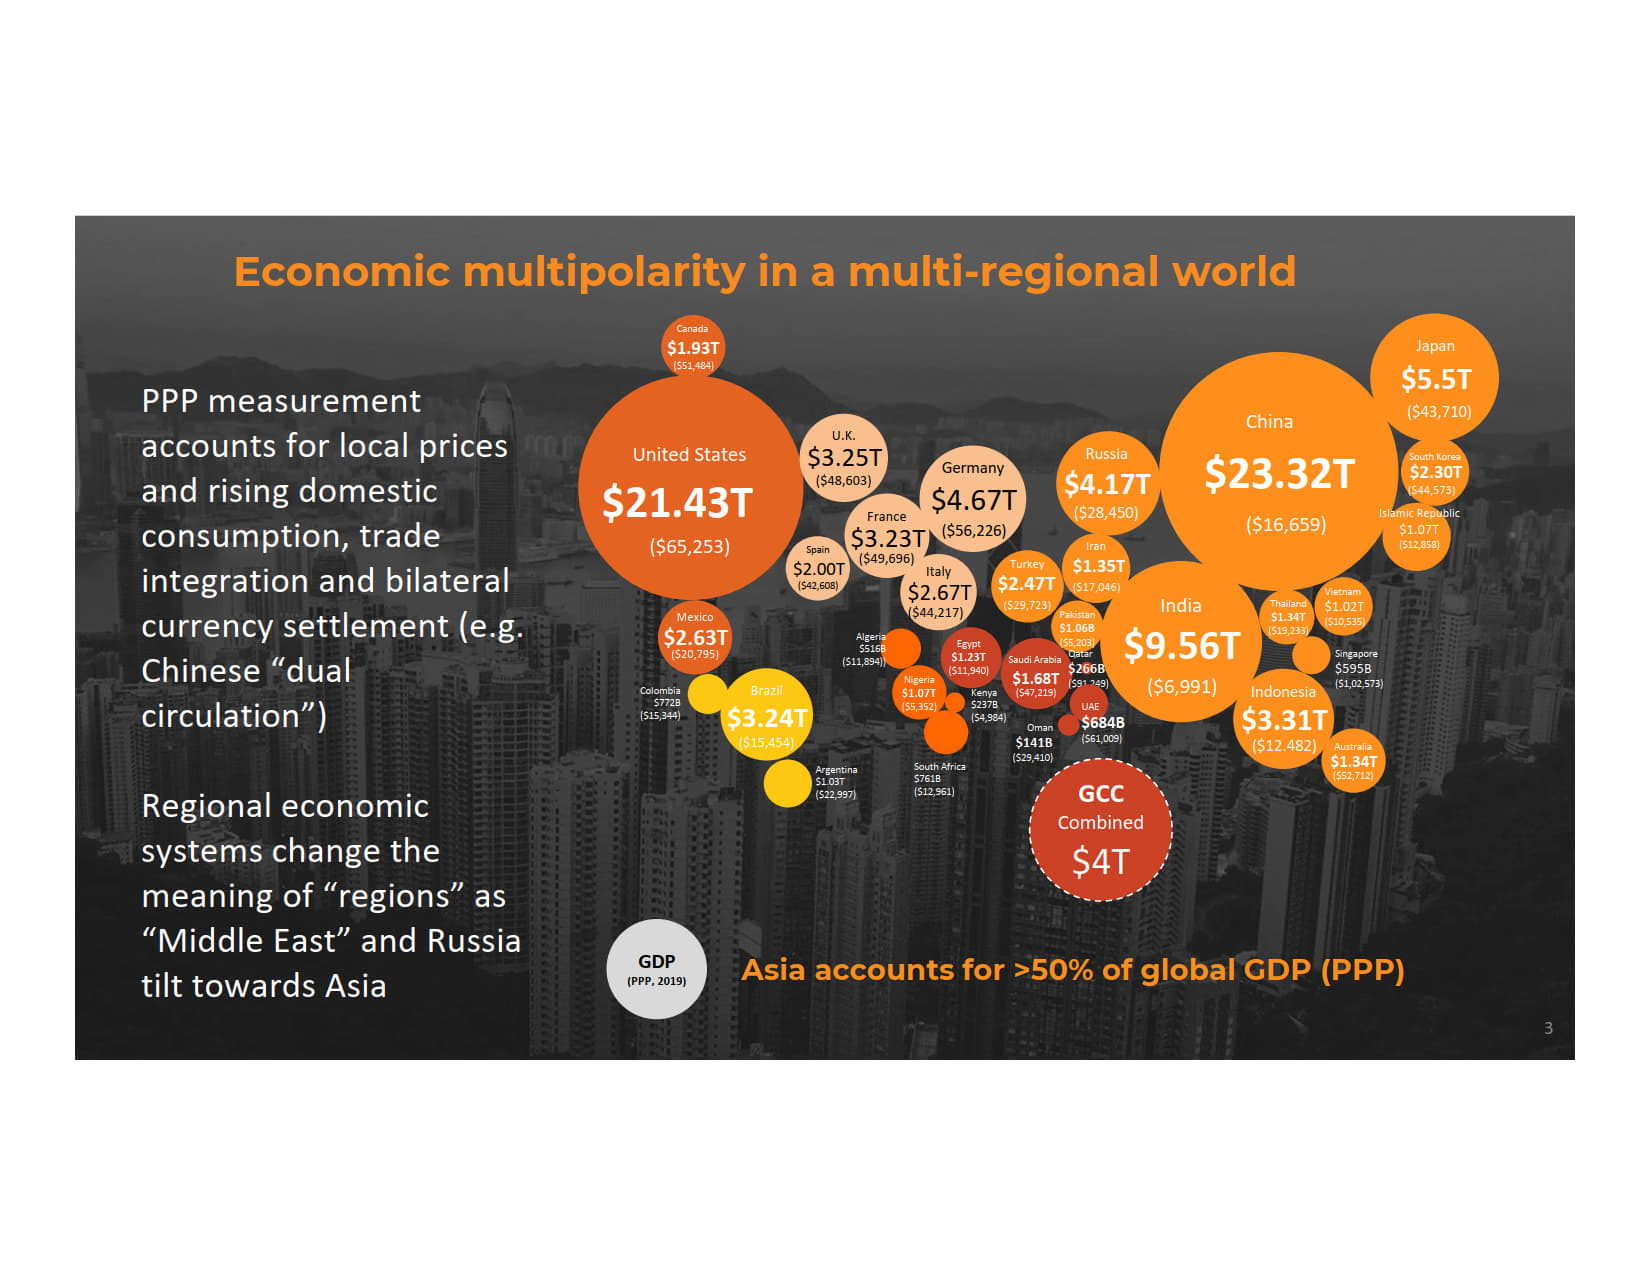 Economic multipolarity in a multi-regional world
PPP measurement
accounts for local prices
and rising domestic
consumption, trade
integration and bilateral
currency settlement (e.g.
Chinese “dual
circulation”)
Regional economic
systems change the
meaning of “regions” as
“Middle East” and Russia
tilt towards Asia
Canada
$1.93T
($51,484)
United States
$21.43T
($65,253)
Mexico
$2.63T
($20,795)
Colombia
$772B
($15,344)
Brazil
$3.24T
($15,454)
Argentina
$1.03T
($22,997)
U.K.
$3.25T
($48,603)
France
$3.23T
($49,696)
Spain
$2.00T
($42,608)
Germany
$4.67T
($56,226)
Italy
$2.67T
($44,217)
Algeria
$516B
($11,894))
Nigeria
$1.07T
($5,352)
Egypt
$1.23T
($11,940)
Kenya
$237B
($4,984)
South Africa
$761B
($12,961)
Russia
$4.17T
($28,450)
Turkey
$2.47T
($29,723)
Iran
$1.35T
($17,046)
Pakistan
$1.06B
($5,203)
Saudi Arabia
$1.68T
($47,219)
Qatar
$266B
($91,249)
UAE
$684B
($61,009)
Oman
$141B
($29,410)
GCC
Combined
$4T
China
$23.32T
($16,659)
India
$9.56T
($6,991)
Japan
$5.5T
($43,710)
South Korea
$2.30T
($44,573)
Islamic Republic
$1.07T
($12,858)
Thailand
$1.34T
($19,233)
Vietnam
$1.02T
($10,535)
Singapore
$595B
($1,02,573)
Indonesia
$3.31T
($12.482)
Australia
$1.34T
($52,712)
GDP
(PPP, 2019)
Asia accounts for >50% of global GDP (PPP)
3